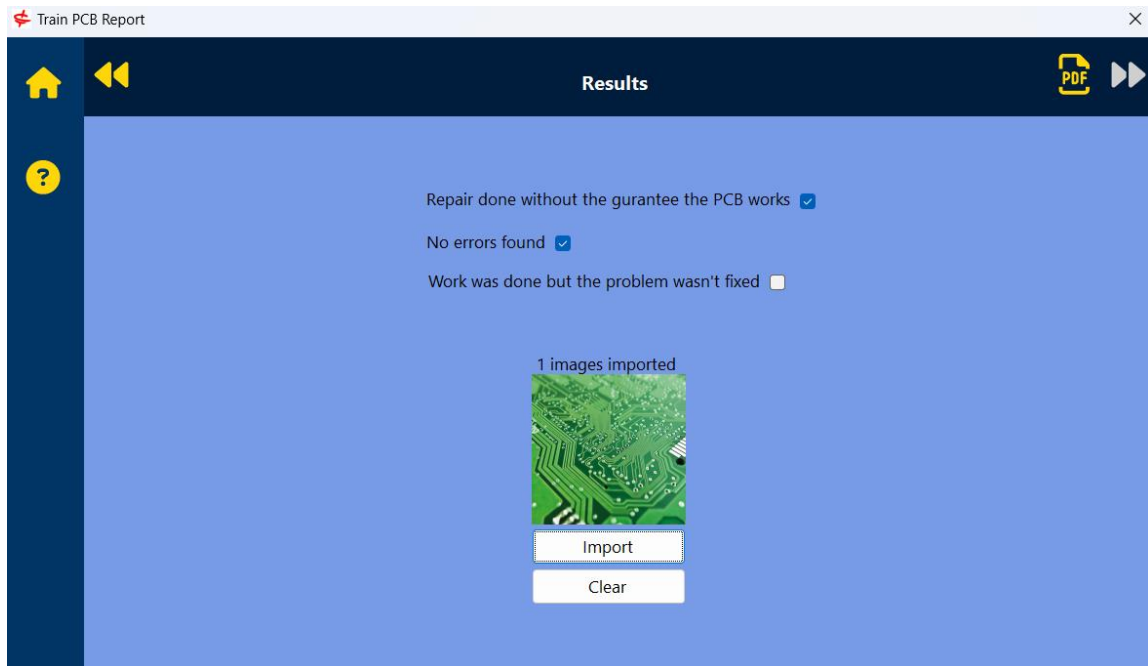 Train PCB Report
Results
PDF
?
Repair done without the gurantee the PCB works
No errors found
Work was done but the problem wasn't fixed
1 images imported
Import
Clear